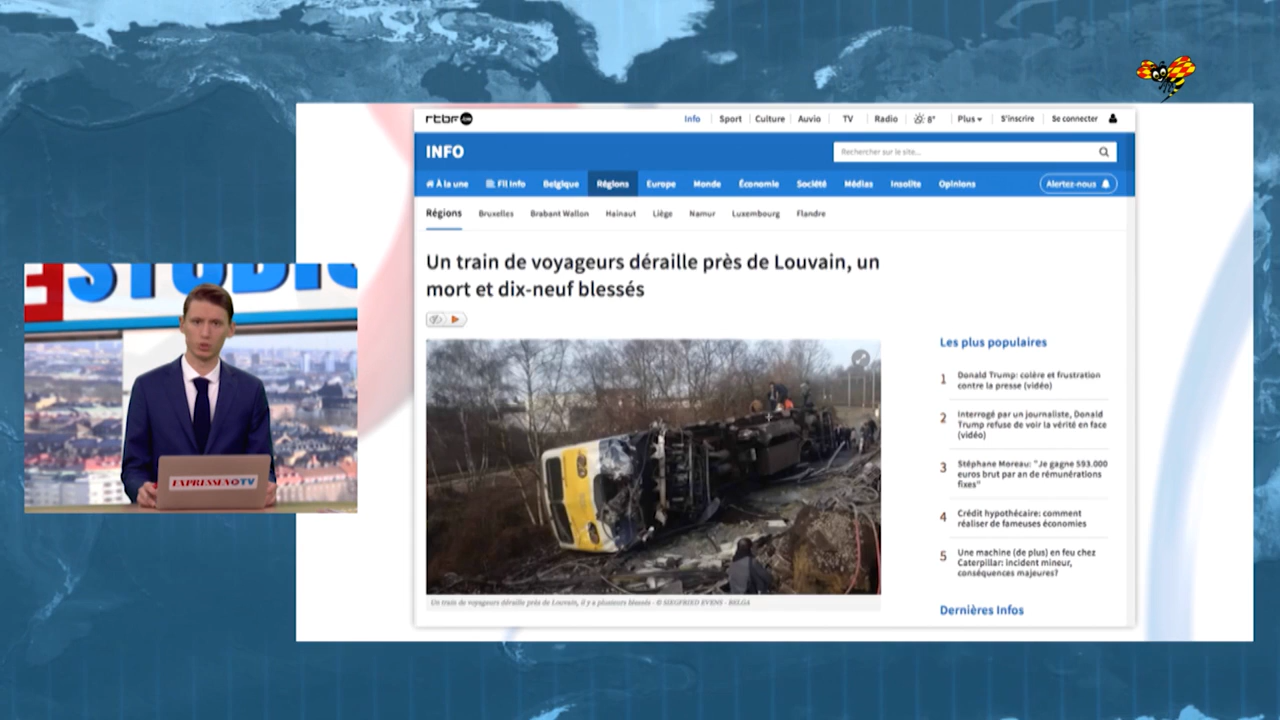 rtbf.be
Info Sport Culture Auvio TV Radio 8° Plus S'inscrire Se connecter
INFO
Rechercher sur le site...
À la une Fil Info Belgique Régions Europe Monde Économie Société Médias Insolite Opinions Alertez-nous
Régions Bruxelles Brabant Wallon Hainaut Liège Namur Luxembourg Flandre
Un train de voyageurs déraille près de Louvain, un
mort et dix-neuf blessés
Un train de voyageurs déraille près de Louvain, il y a plusieurs blessés - © SIEGFRIED EVENS - BELGA
Les plus populaires
1 Donald Trump: colère et frustration
contre la presse (vidéo)
2 Interrogé par un journaliste, Donald
Trump refuse de voir la vérité en face
(vidéo)
3 Stéphane Moreau: "Je gagne 593.000
euros brut par an de rémunérations
fixes"
4 Crédit hypothécaire: comment
réaliser de fameuses économies
5 Une machine (de plus) en feu chez
Caterpillar: incident mineur,
conséquences majeures?
Dernières Infos
E STUDIO
EXPRESSEN TV